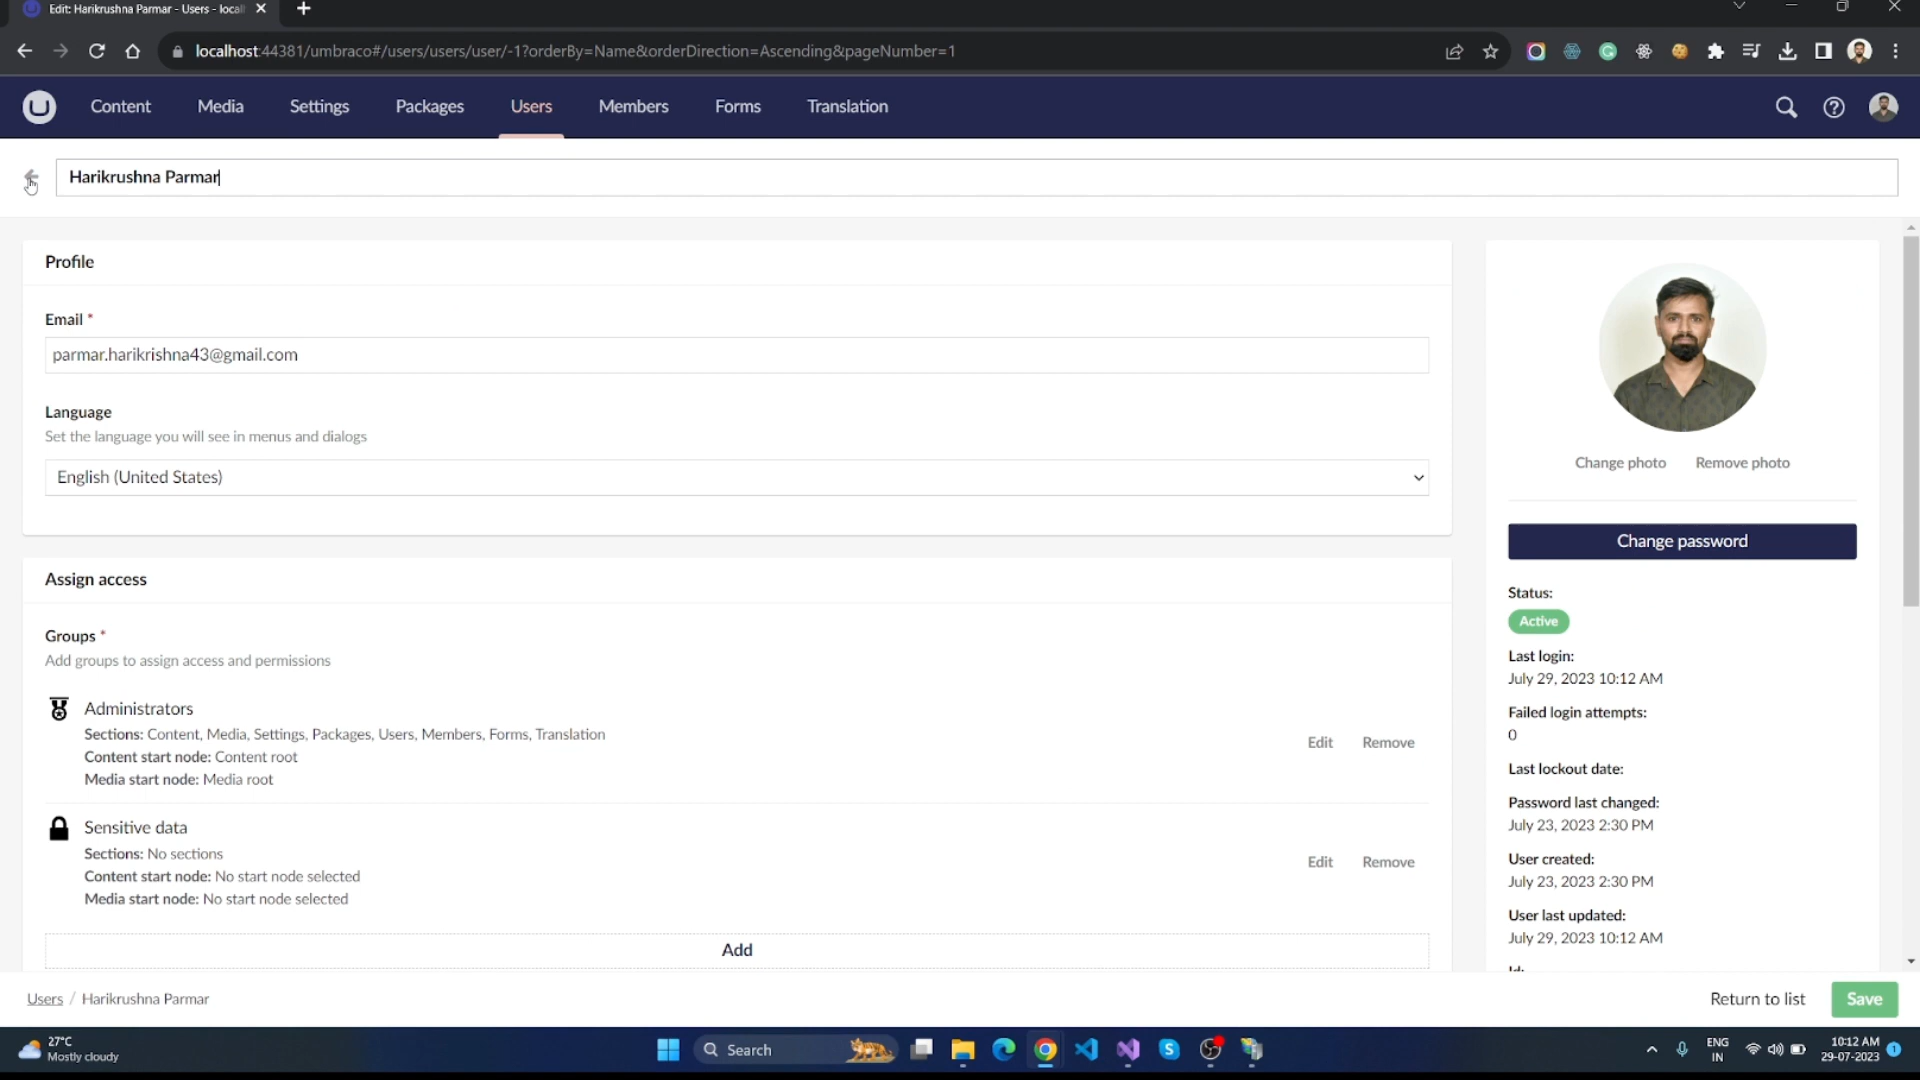 Edit: Harikrushna Parmar - Users - local
localhost:44381/umbraco#/users/users/user/-1?orderBy=Name&orderDirection=Ascending&pageNumber=1
Content Media Settings Packages Users Members Forms Translation
Harikrushna Parmar
Profile
Email *
parmar.harikrishna43@gmail.com
Language
Set the language you will see in menus and dialogs
English (United States)
Change photo Remove photo
Change password
Assign access
Groups *
Add groups to assign access and permissions
Administrators
Sections: Content, Media, Settings, Packages, Users, Members, Forms, Translation
Content start node: Content root
Media start node: Media root
Edit Remove
Sensitive data
Sections: No sections
Content start node: No start node selected
Media start node: No start node selected
Edit Remove
Add
Status:
Active
Last login:
July 29, 2023 10:12 AM
Failed login attempts:
0
Last lockout date:
Password last changed:
July 23, 2023 2:30 PM
User created:
July 23, 2023 2:30 PM
User last updated:
July 29, 2023 10:12 AM
Id:
Users / Harikrushna Parmar
Return to list Save
27°C
Mostly cloudy
Search
ENG
IN
10:12 AM
29-07-2023
1